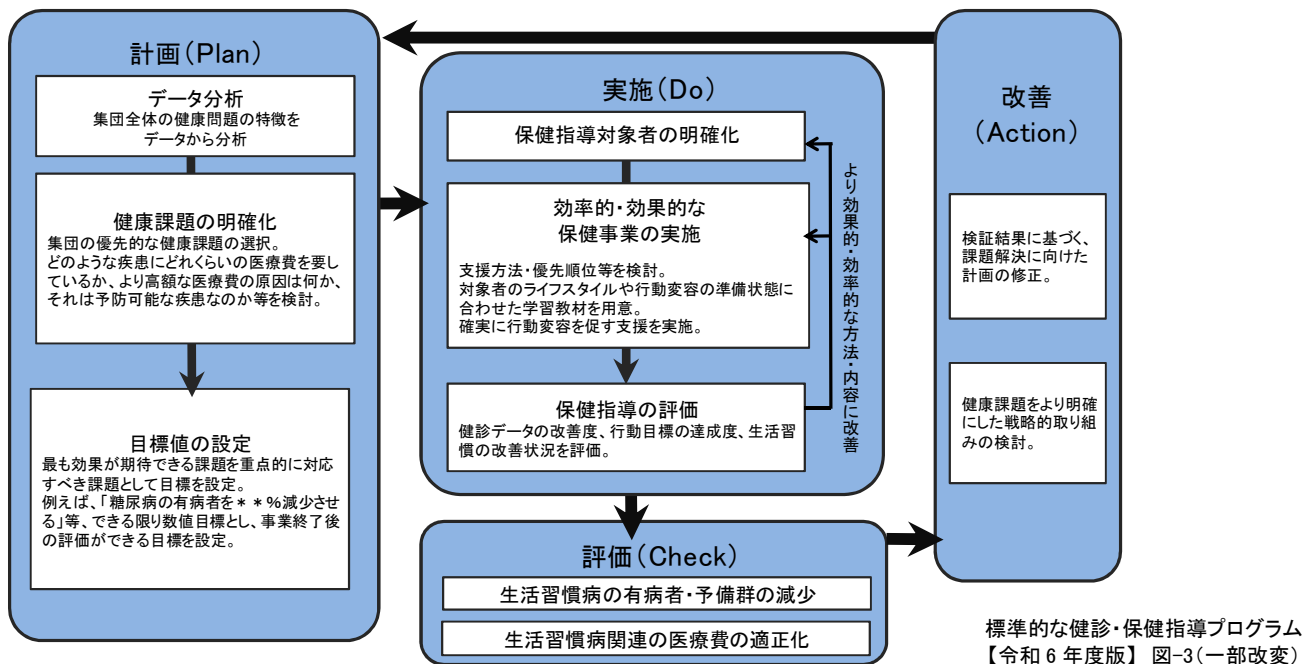 計画(Plan)
データ分析
集団全体の健康問題の特徴を
データから分析
健康課題の明確化
集団の優先的な健康課題の選択。
どのような疾患にどれくらいの医療費を要し
ているか、より高額な医療費の原因は何か、
それは予防可能な疾患なのか等を検討。
目標値の設定
最も効果が期待できる課題を重点的に対応
すべき課題として目標を設定。
例えば、「糖尿病の有病者を＊＊％減少させ
る」等、できる限り数値目標とし、事業終了後
の評価ができる目標を設定。
実施(Do)
保健指導対象者の明確化
効率的・効果的な
保健事業の実施
支援方法・優先順位等を検討。
対象者のライフスタイルや行動変容の準備状態に
合わせた学習教材を用意。
確実に行動変容を促す支援を実施。
保健指導の評価
健診データの改善度、行動目標の達成度、生活習
慣の改善状況を評価。
より効果的・効率的な方法・内容に改善
評価(Check)
生活習慣病の有病者・予備群の減少
生活習慣病関連の医療費の適正化
改善
(Action)
検証結果に基づく、
課題解決に向けた
計画の修正。
健康課題をより明確
にした戦略的取り組
みの検討。
標準的な健診・保健指導プログラム
【令和６年度版】 図-3(一部改変)